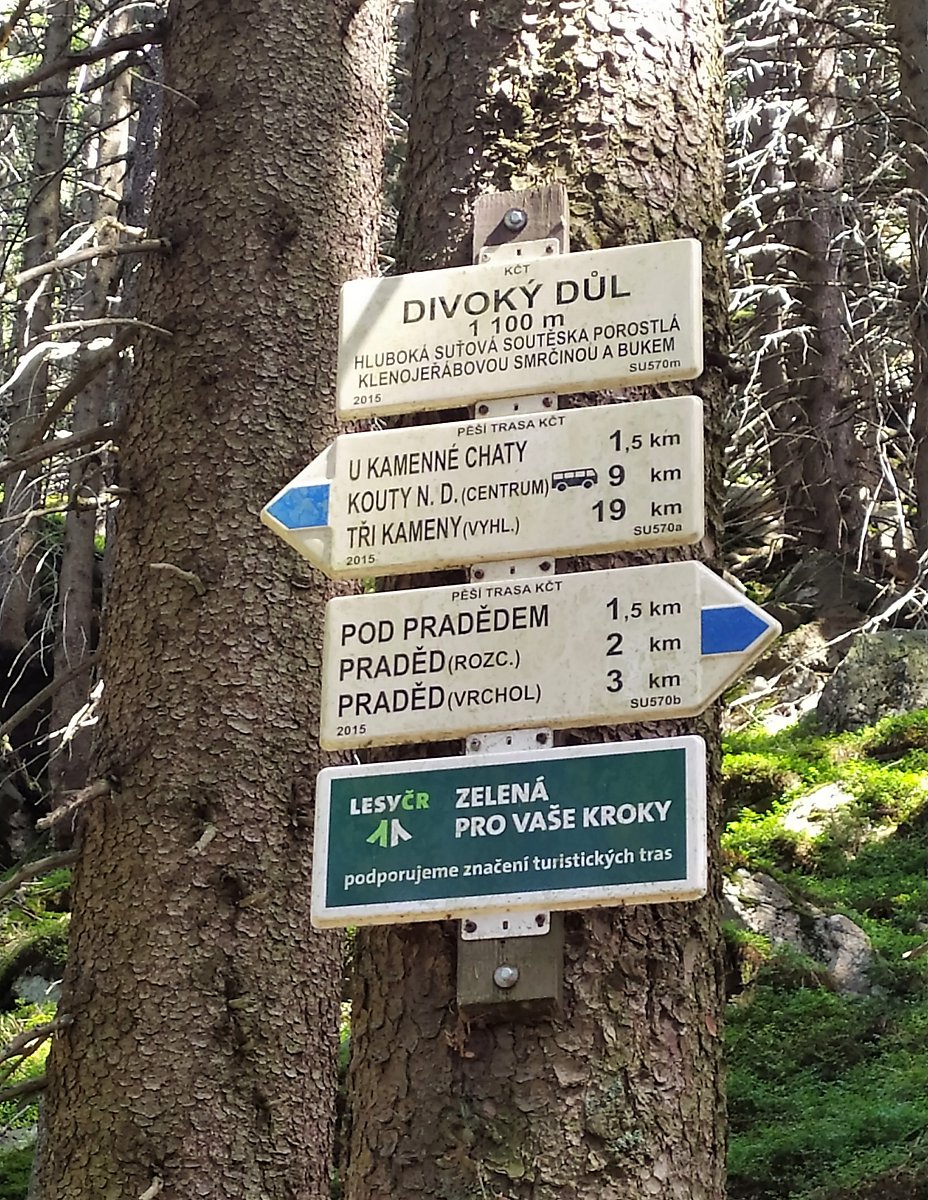 KČT
DIVOKÝ DŮL
1 100 m
HLUBOKÁ SUŤOVÁ SOUTĚSKA POROSTLÁ
KLENOJEŘÁBOVOU SMRČINOU A BUKEM
2015 SU570m
PĚŠÍ TRASA KČT
U KAMENNÉ CHATY 1,5 km
KOUTY N. D. (CENTRUM) 9 km
TŘI KAMENY (VYHL.) 19 km
2015 SU570a
PĚŠÍ TRASA KČT
POD PRADĚDEM 1,5 km
PRADĚD (ROZC.) 2 km
PRADĚD (VRCHOL) 3 km
2015 SU570b
LESY ČR
ZELENÁ
PRO VAŠE KROKY
podporujeme značení turistických tras